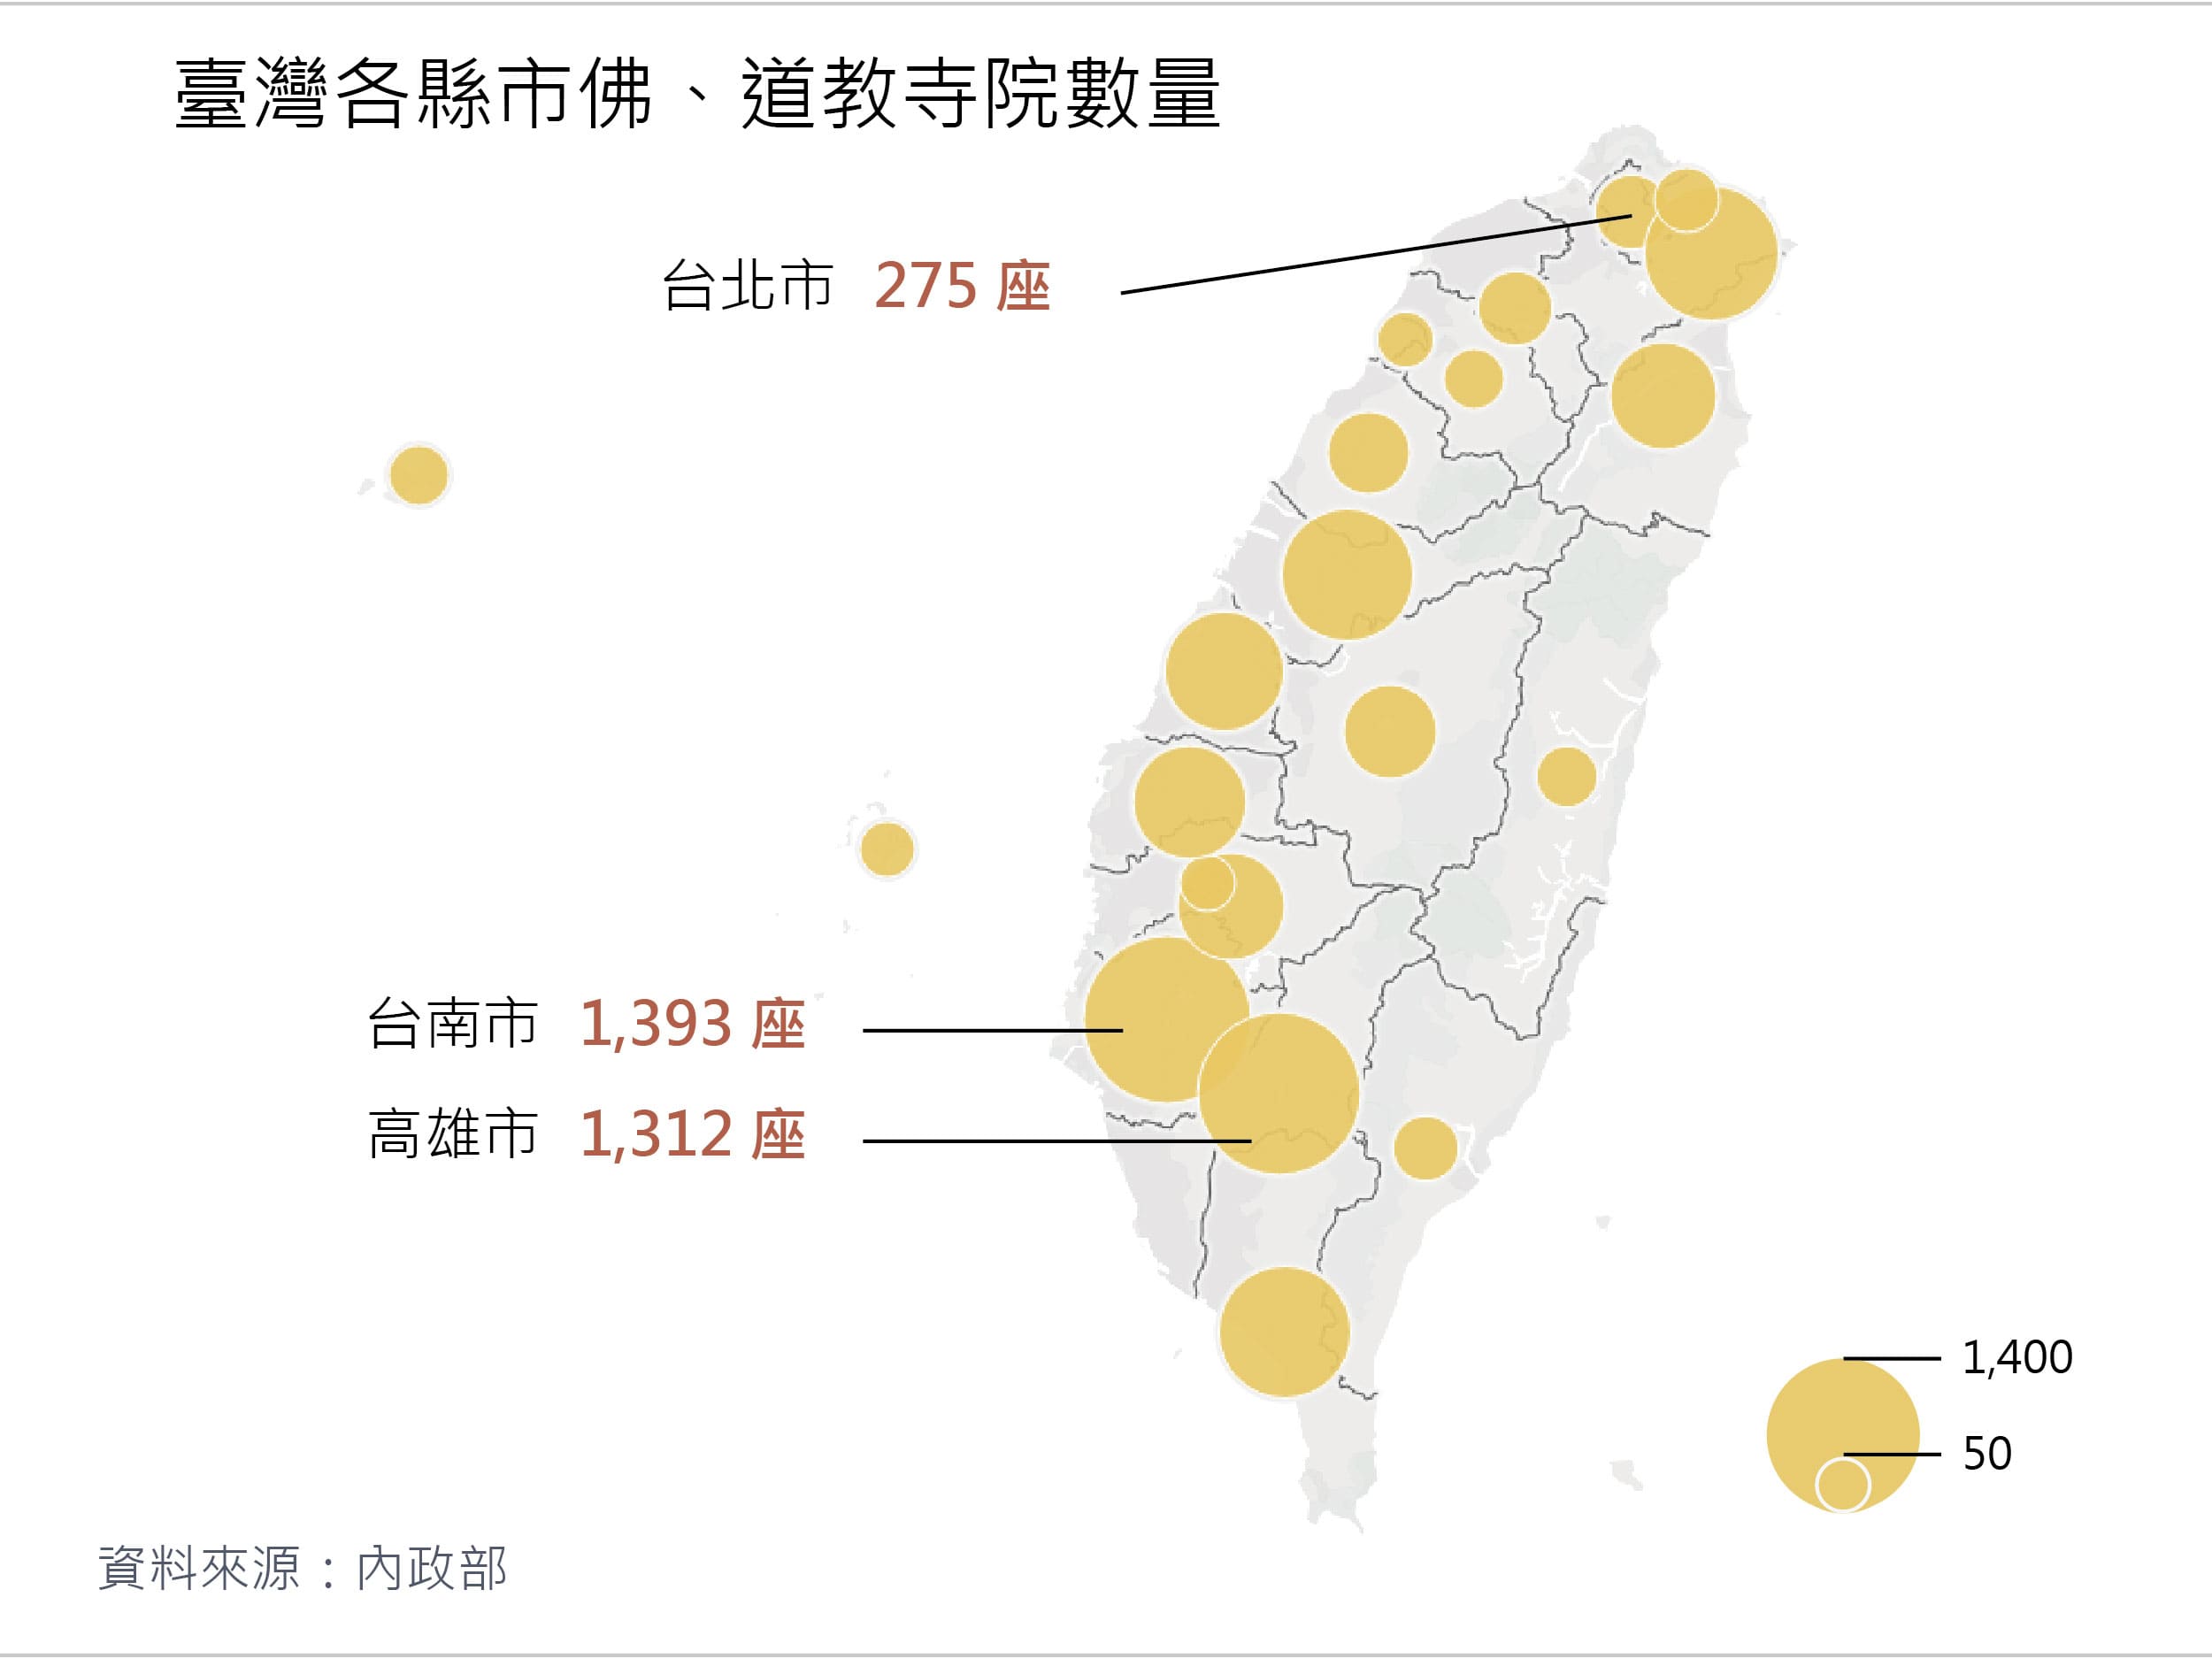 臺灣各縣市佛、道教寺院數量
台北市 275 座
台南市 1,393 座
高雄市 1,312 座
1,400
50
資料來源：內政部